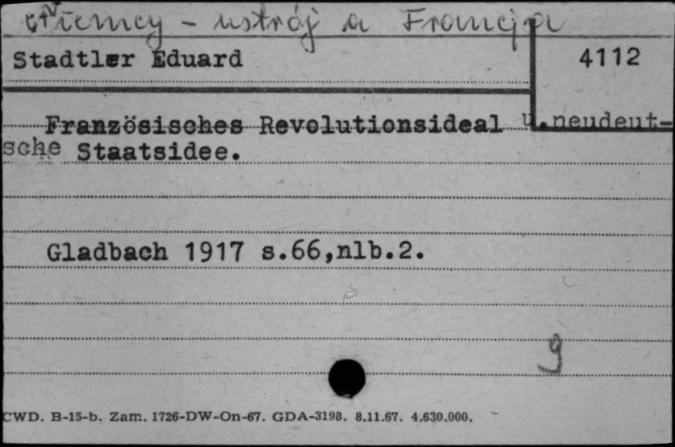 Niemcy - ustrój a Francja
Stadtler Eduard
4112
Französisches Revolutionsideal u.neudeut-
sche Staatsidee.
Gladbach 1917 s.66,nlb.2.
g
CWD. B-15-b. Zam. 1726-DW-On-67. GDA-3198. 8.11.67. 4.630.000.